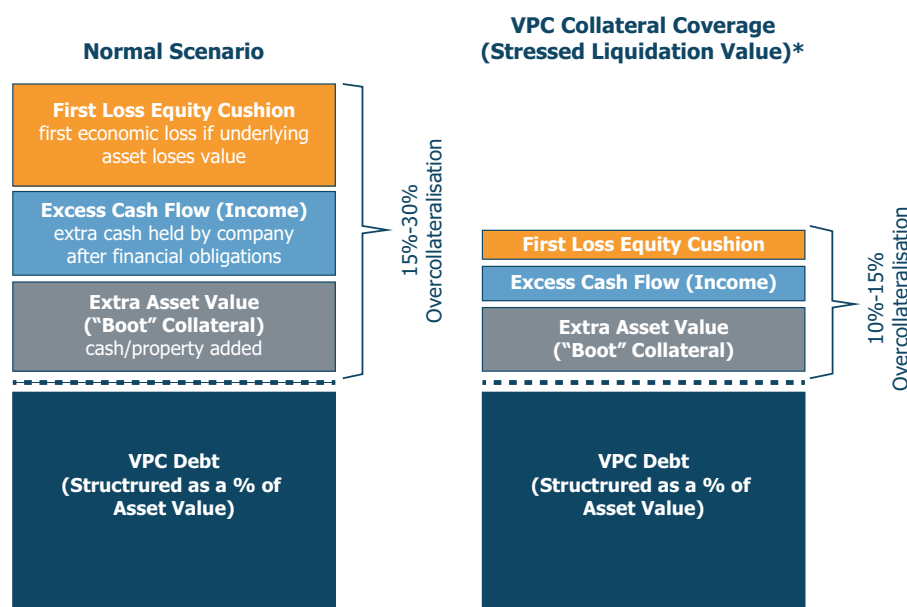 Normal Scenario
First Loss Equity Cushion
first economic loss if underlying
asset loses value
Excess Cash Flow (Income)
extra cash held by company
after financial obligations
Extra Asset Value
(“Boot” Collateral)
cash/property added
15%-30%
Overcollateralisation
VPC Debt
(Structrured as a % of
Asset Value)
VPC Collateral Coverage
(Stressed Liquidation Value)*
First Loss Equity Cushion
Excess Cash Flow (Income)
Extra Asset Value
(“Boot” Collateral)
10%-15%
Overcollateralisation
VPC Debt
(Structrured as a % of
Asset Value)